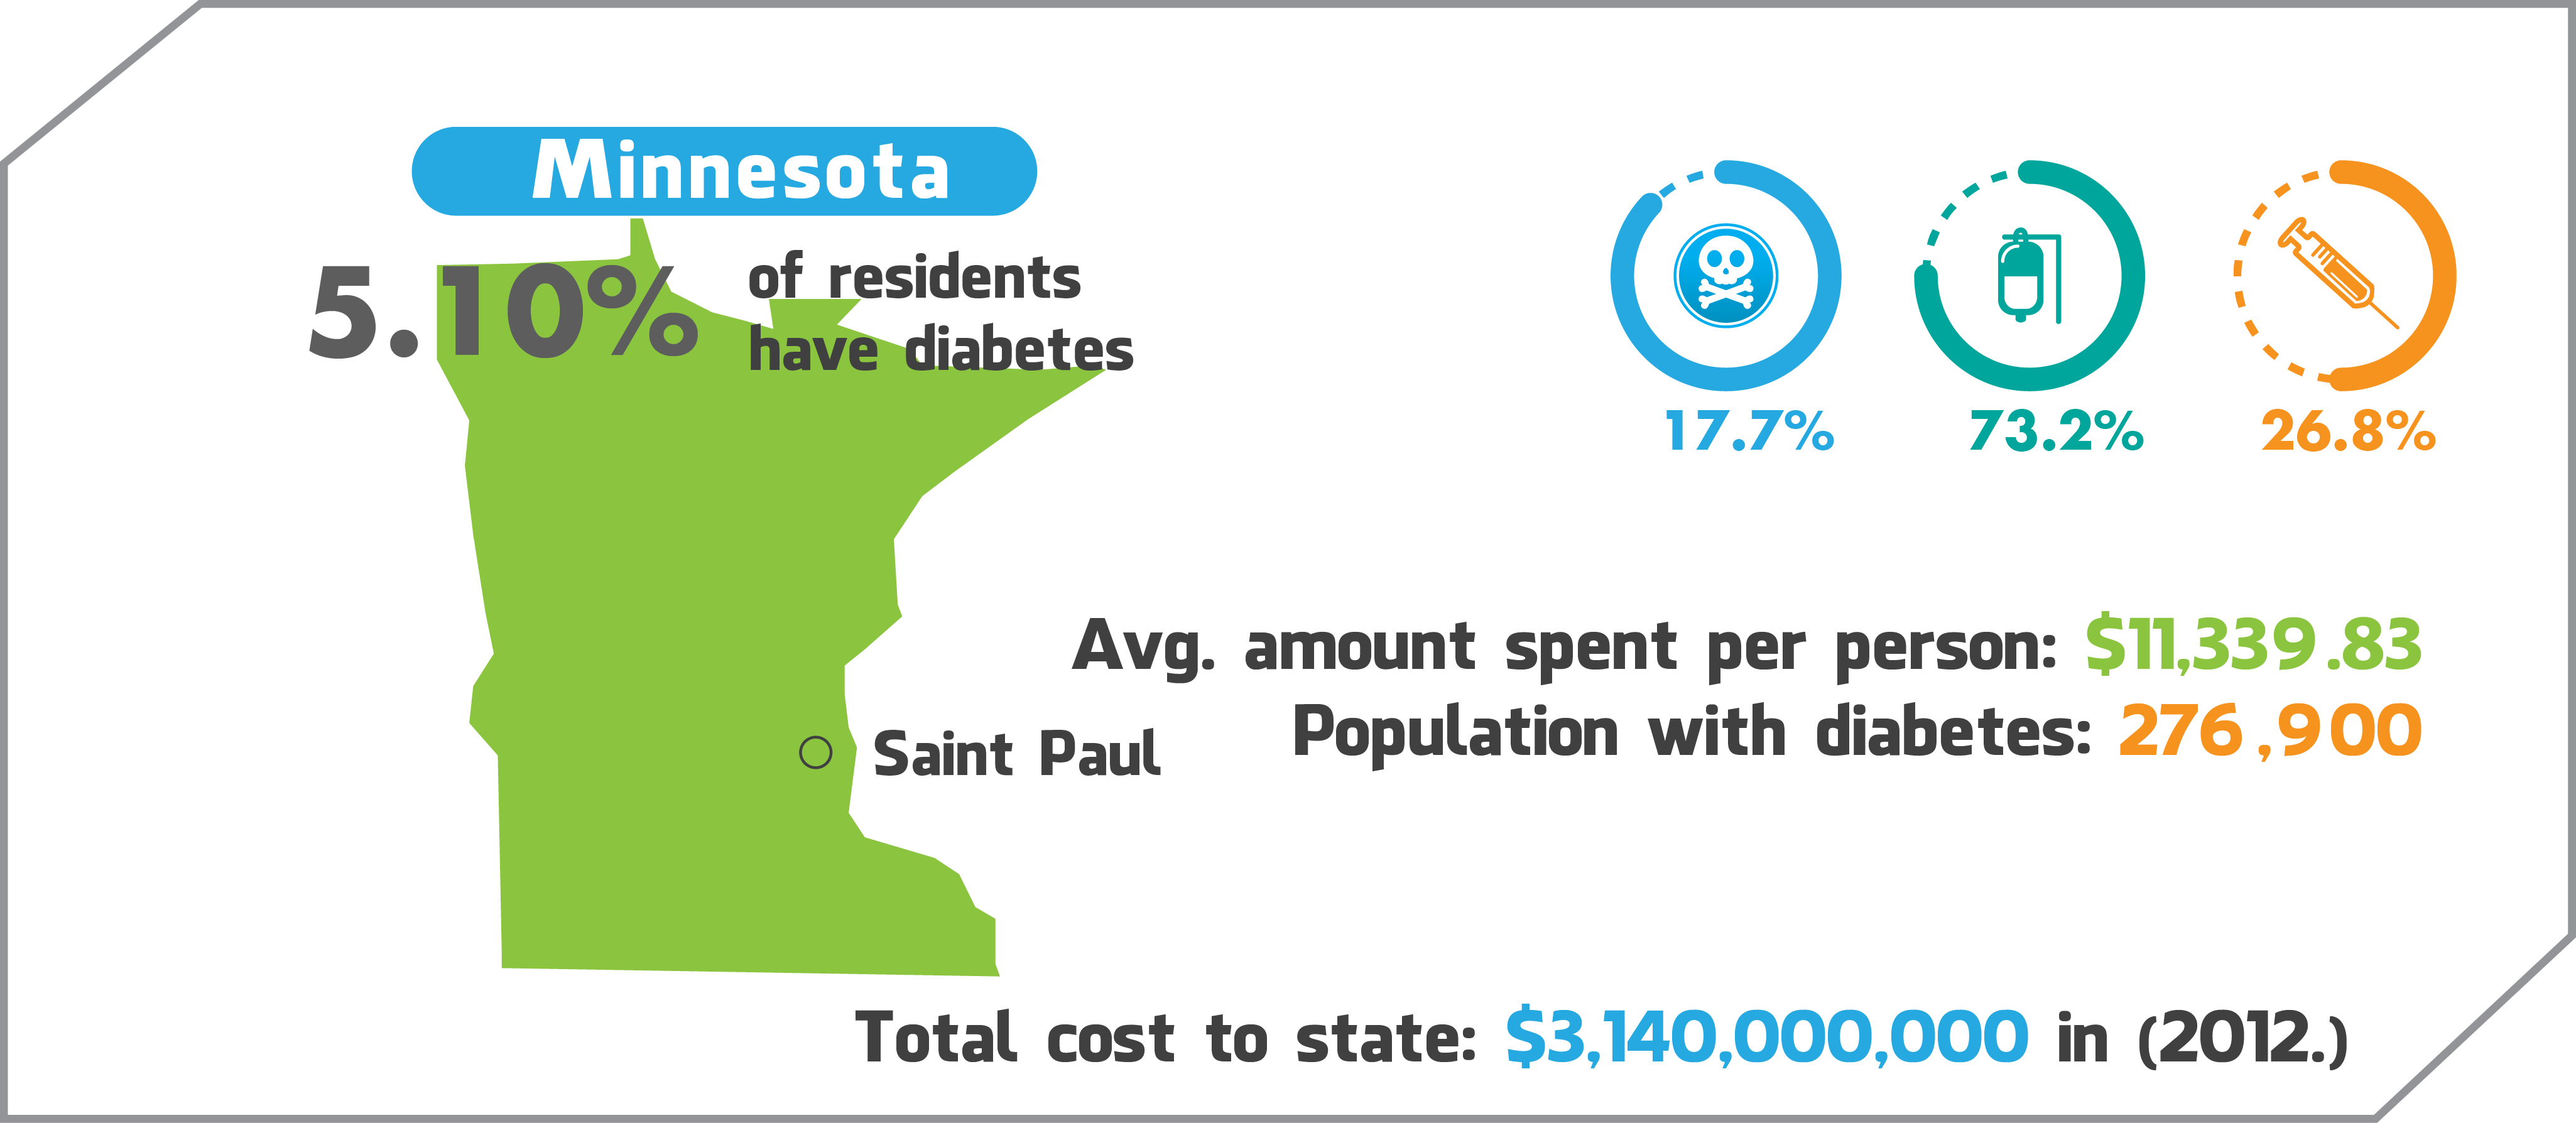 Minnesota
5.10%
of residents
have diabetes
17.7%
73.2%
26.8%
Avg. amount spent per person: $11,339.83
Population with diabetes: 276,900
Saint Paul
Total cost to state: $3,140,000,000 in (2012.)